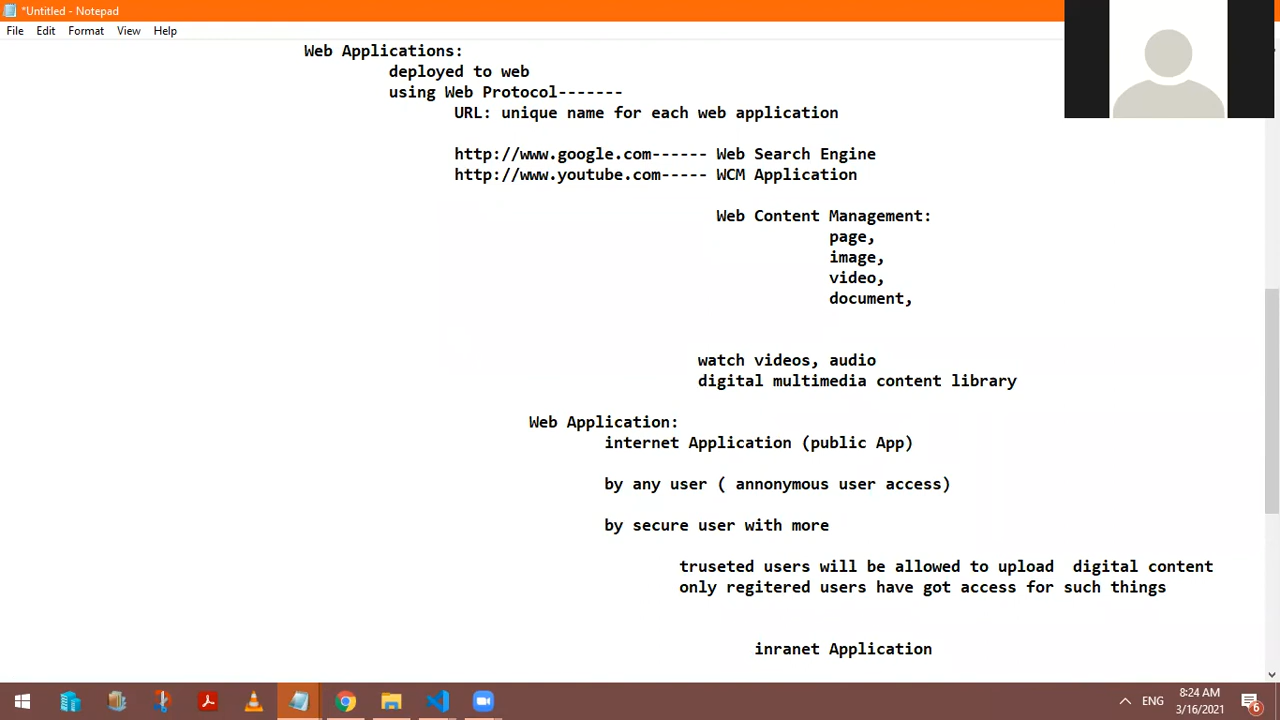 *Untitled - Notepad
File Edit Format View Help
Web Applications:
deployed to web
using Web Protocol-------
URL: unique name for each web application
http://www.google.com------ Web Search Engine
http://www.youtube.com----- WCM Application
Web Content Management:
page,
image,
video,
document,
watch videos, audio
digital multimedia content library
Web Application:
internet Application (public App)
by any user ( annonymous user access)
by secure user with more
truseted users will be allowed to upload  digital content
only regitered users have got access for such things
inranet Application
ENG
8:24 AM
3/16/2021
6